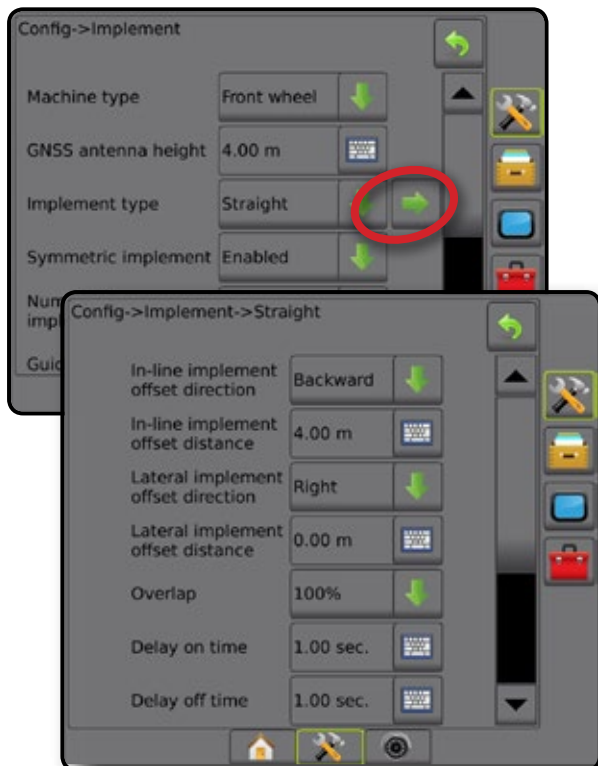 Config->Implement
Machine type Front wheel
GNSS antenna height 4.00 m
Implement type Straight
Symmetric implement Enabled
Num
impl
Guid
Config->Implement->Straight
In-line implement
offset direction Backward
In-line implement
offset distance 4.00 m
Lateral implement
offset direction Right
Lateral implement
offset distance 0.00 m
Overlap 100%
Delay on
time 1.00 sec.
Delay off
time 1.00 sec.